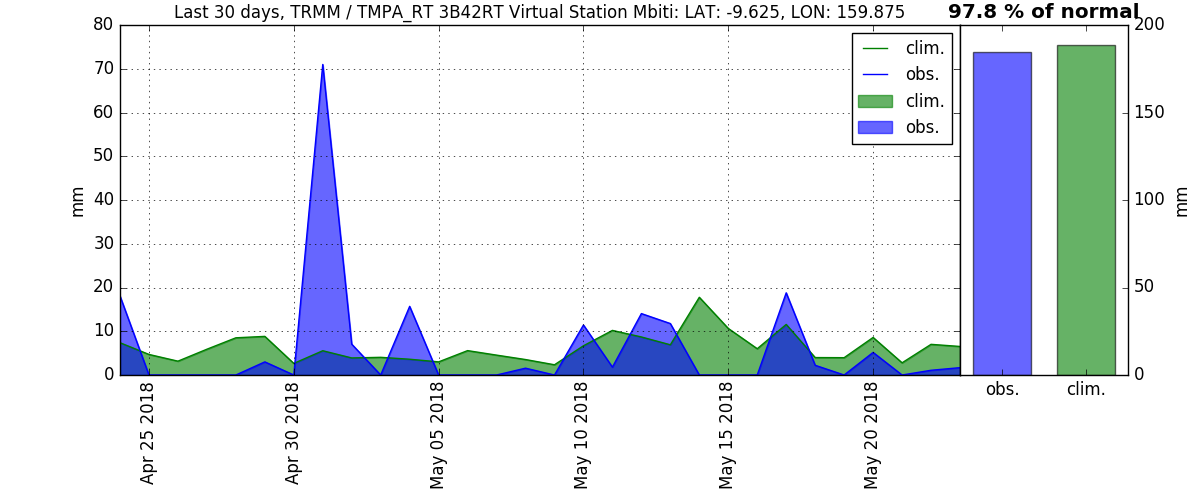 Last 30 days, TRMM / TMPA_RT 3B42RT Virtual Station Mbiti: LAT: -9.625, LON: 159.875
97.8 % of normal
80
70
60
50
40
30
20
10
0
mm
clim.
obs.
clim.
obs.
Apr 25 2018
Apr 30 2018
May 05 2018
May 10 2018
May 15 2018
May 20 2018
200
150
100
50
0
mm
obs.
clim.